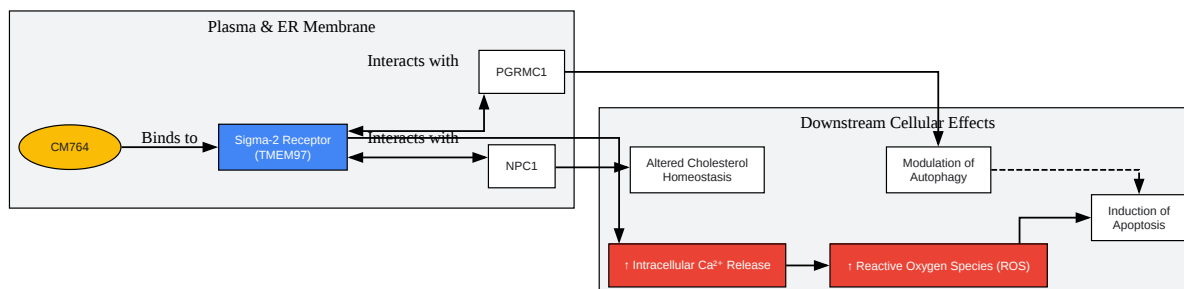 Plasma & ER Membrane
Interacts with
PGRMC1
Downstream Cellular Effects
CM764
Binds to
Sigma-2 Receptor
(TMEM97)
Interacts with
NPC1
Altered Cholesterol
Homeostasis
Modulation of
Autophagy
Induction of
Apoptosis
↑ Intracellular Ca²⁺ Release
↑ Reactive Oxygen Species (ROS)